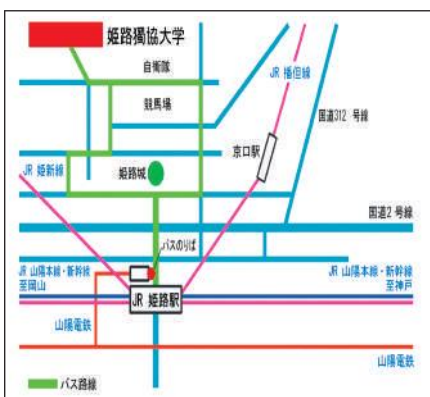 姫路獨協大学
自衛隊
JR 播但線
競馬場
国道312 号線
京口駅
JR 姫新線
姫路城
国道2 号線
バスのりば
JR 山陽本線・新幹線
至岡山
JR 山陽本線・新幹線
至神戸
JR 姫路駅
山陽電鉄
山陽電鉄
バス路線